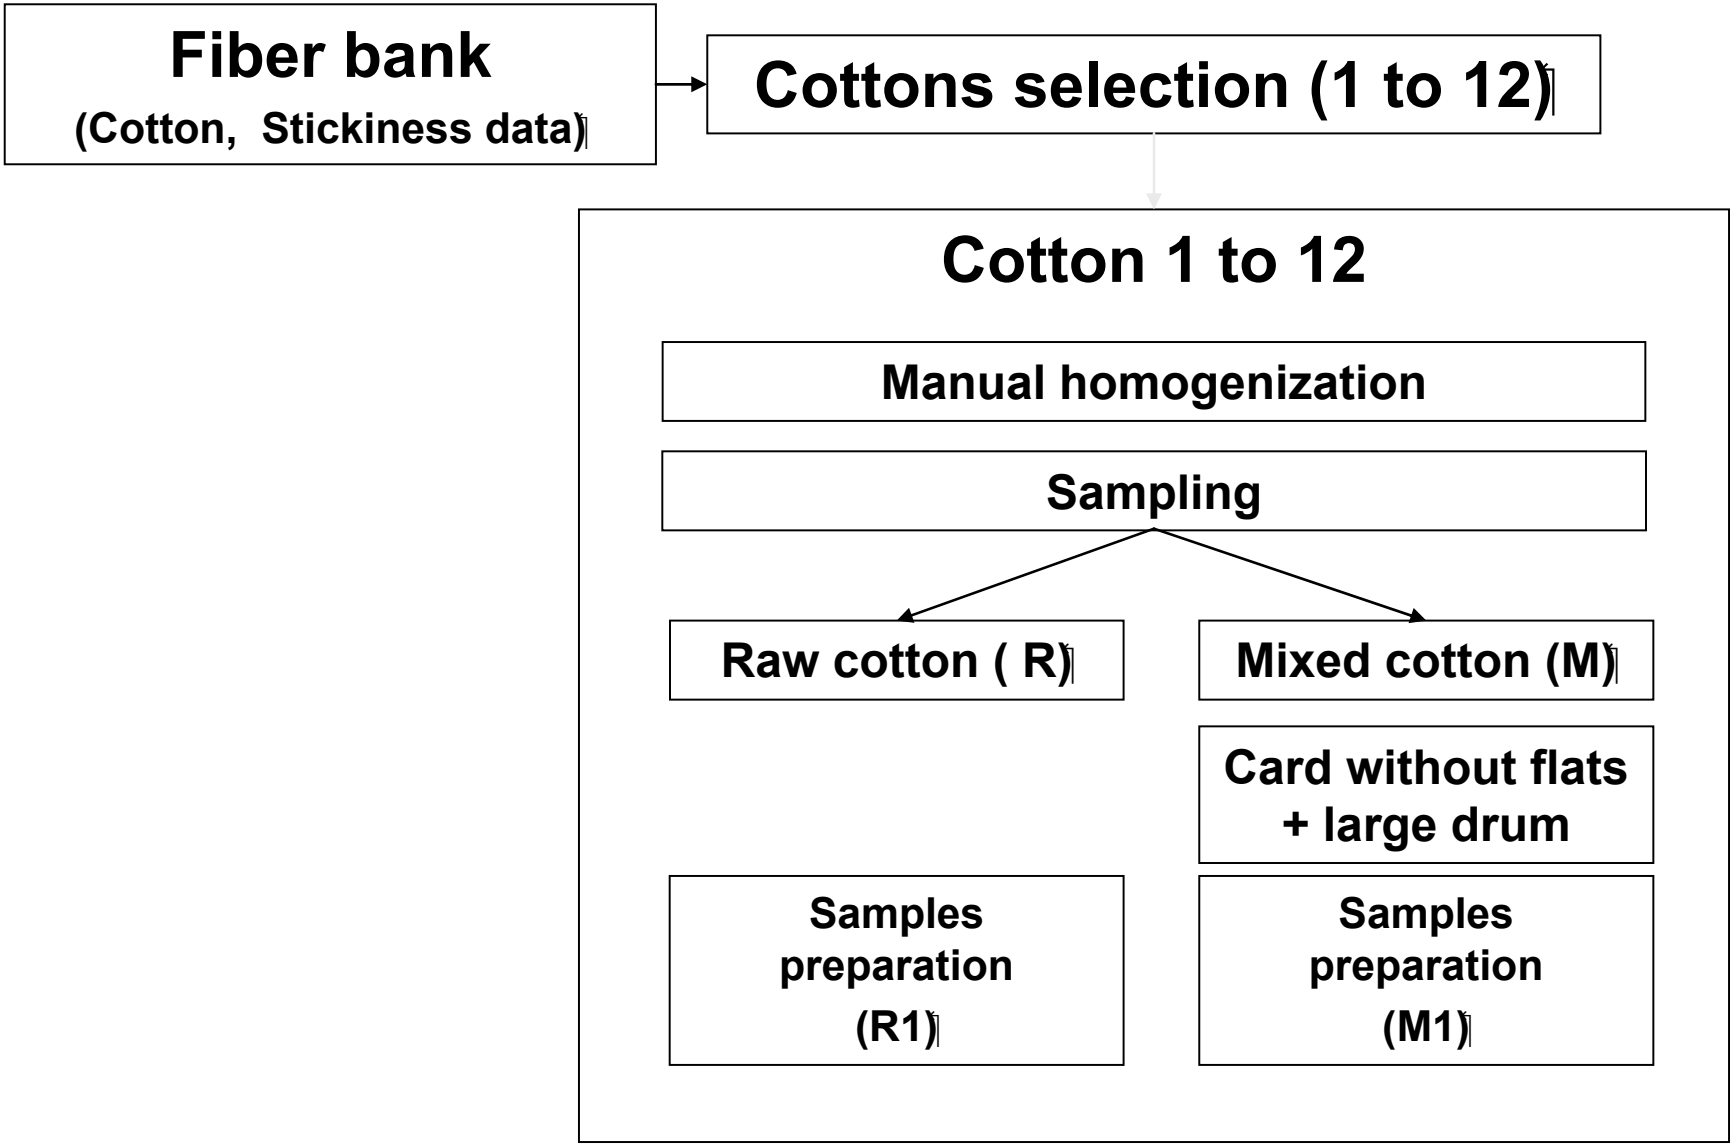 Fiber bank
(Cotton, Stickiness data)
Cottons selection (1 to 12)
Cotton 1 to 12
Manual homogenization
Sampling
Raw cotton ( R)
Mixed cotton (M)
Card without flats
+ large drum
Samples
preparation
(R1)
Samples
preparation
(M1)